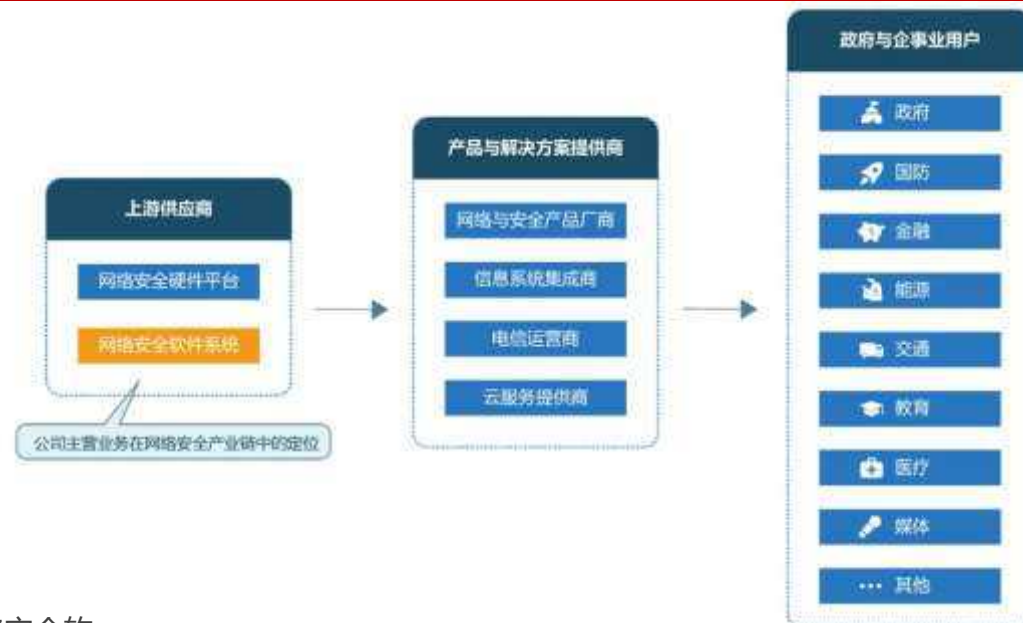 上游供应商
网络安全硬件平台
网络安全软件系统
公司主营业务在网络安全产业链中的定位
产品与解决方案提供商
网络与安全产品厂商
信息系统集成商
电信运营商
云服务提供商
政府与企事业用户
政府
国防
金融
能源
交通
教育
医疗
媒体
其他